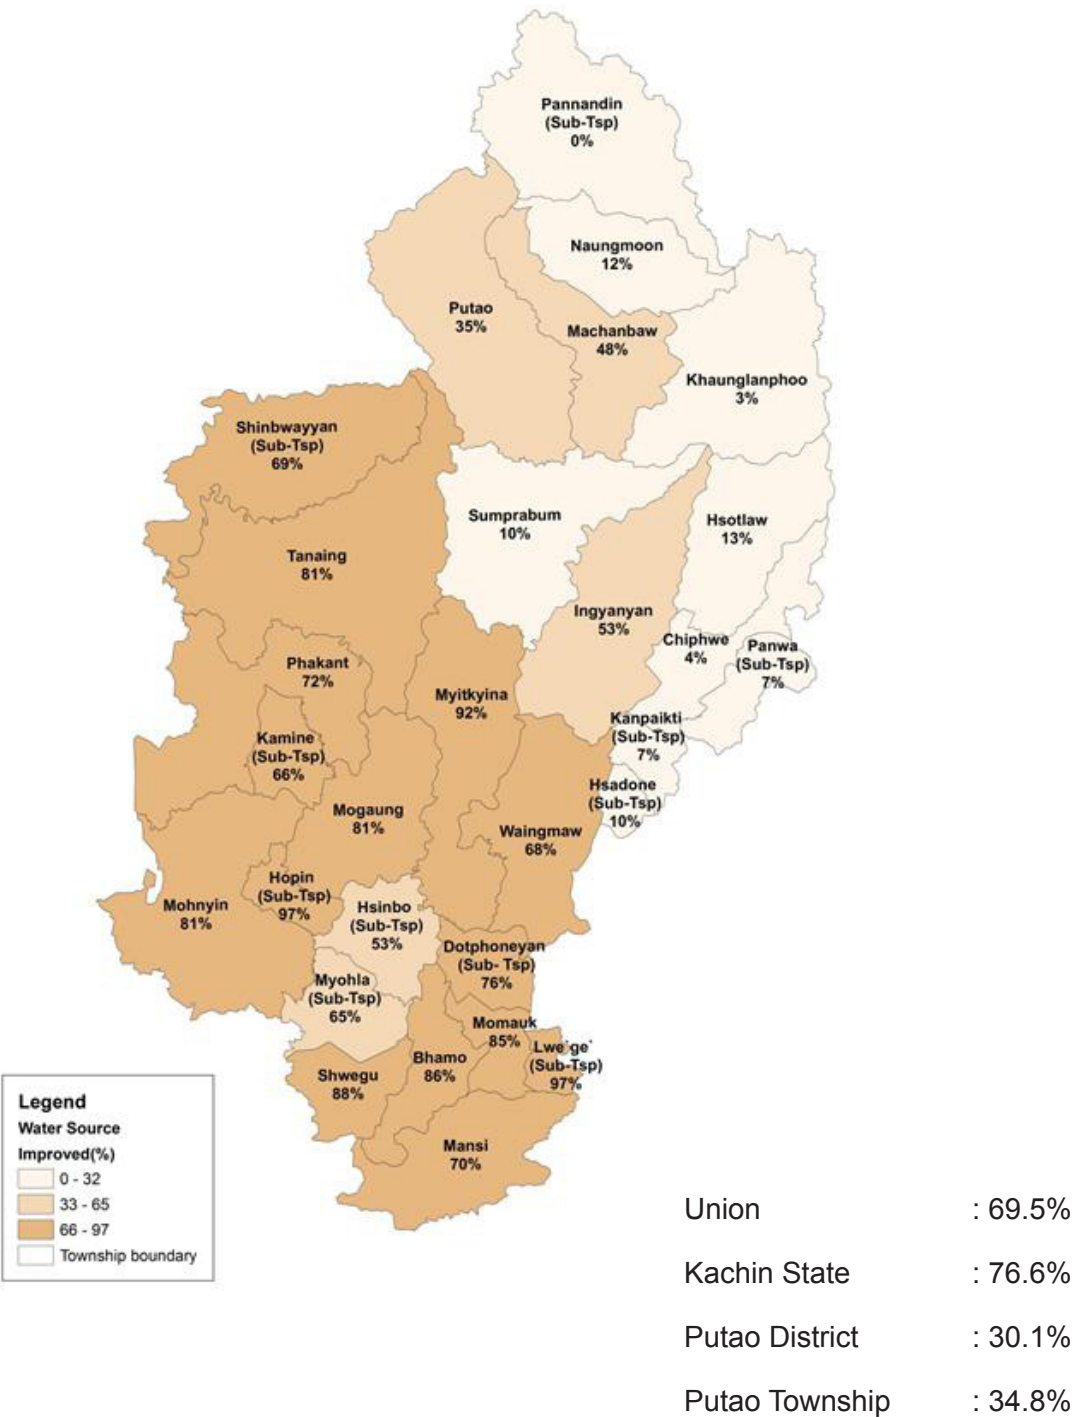 Pannandin
(Sub-Tsp)
0%
Naungmoon
12%
Putao
35%
Machanbaw
48%
Khaunglanphoo
3%
Shinbwayyan
(Sub-Tsp)
69%
Sumprabum
10%
Hsotlaw
13%
Tanaing
81%
Ingyanyan
53%
Chiphwe
4%
Panwa
(Sub-Tsp)
7%
Phakant
72%
Myitkyina
92%
Kanpaikti
(Sub-Tsp)
7%
Kamine
(Sub-Tsp)
66%
Hsadone
(Sub-Tsp)
10%
Mogaung
81%
Waingmaw
68%
Hopin
(Sub-Tsp)
97%
Mohnyin
81%
Hsinbo
(Sub-Tsp)
53%
Dotphoneyan
(Sub- Tsp)
76%
Myohla
(Sub-Tsp)
65%
Momauk
85%
Lwe`ge`
(Sub-Tsp)
97%
Bhamo
86%
Shwegu
88%
Mansi
70%
Legend
Water Source
Improved(%)
0 - 32
33 - 65
66 - 97
Township boundary
Union : 69.5%
Kachin State : 76.6%
Putao District : 30.1%
Putao Township : 34.8%